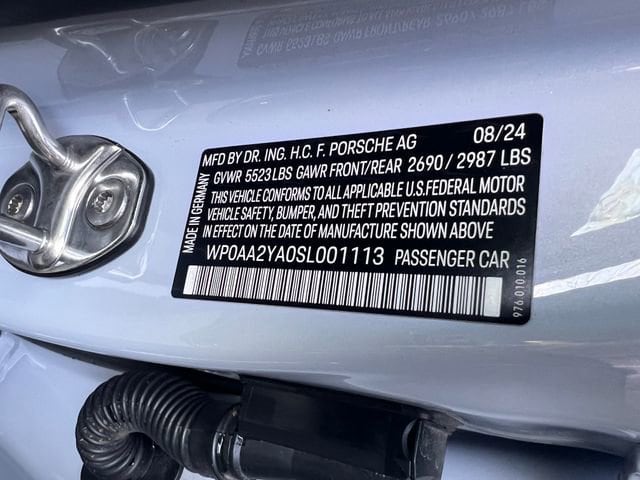 MFD BY DR. ING. H.C. F. PORSCHE AG 08/24
GVWR 5523LBS GAWR FRONT/REAR 2690/2987 LBS
THIS VEHICLE CONFORMS TO ALL APPLICABLE U.S.FEDERAL MOTOR
VEHICLE SAFETY, BUMPER, AND THEFT PREVENTION STANDARDS
IN EFFECT ON THE DATE OF MANUFACTURE SHOWN ABOVE
WP0AA2YA0SL001113 PASSENGER CAR
MADE IN GERMANY
976.010.016